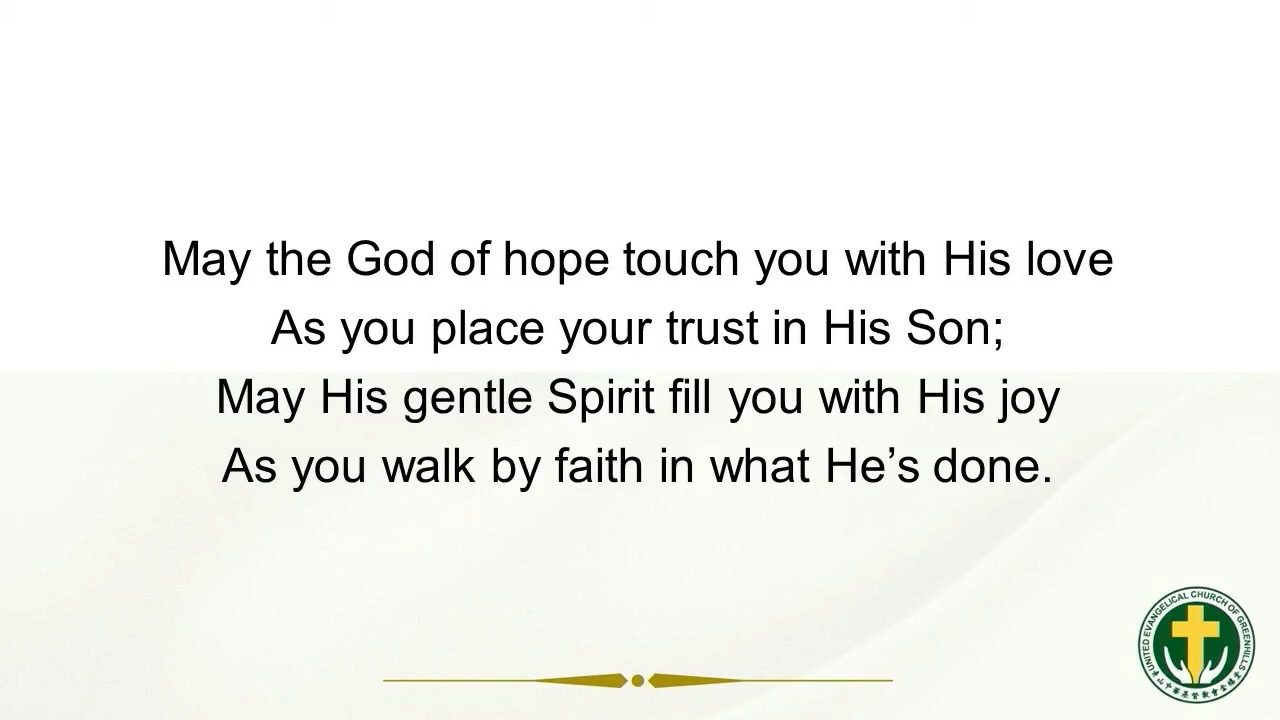 May the God of hope touch you with His love
As you place your trust in His Son;
May His gentle Spirit fill you with His joy
As you walk by faith in what He’s done.
UNITED EVANGELICAL CHURCH OF GREENHILLS